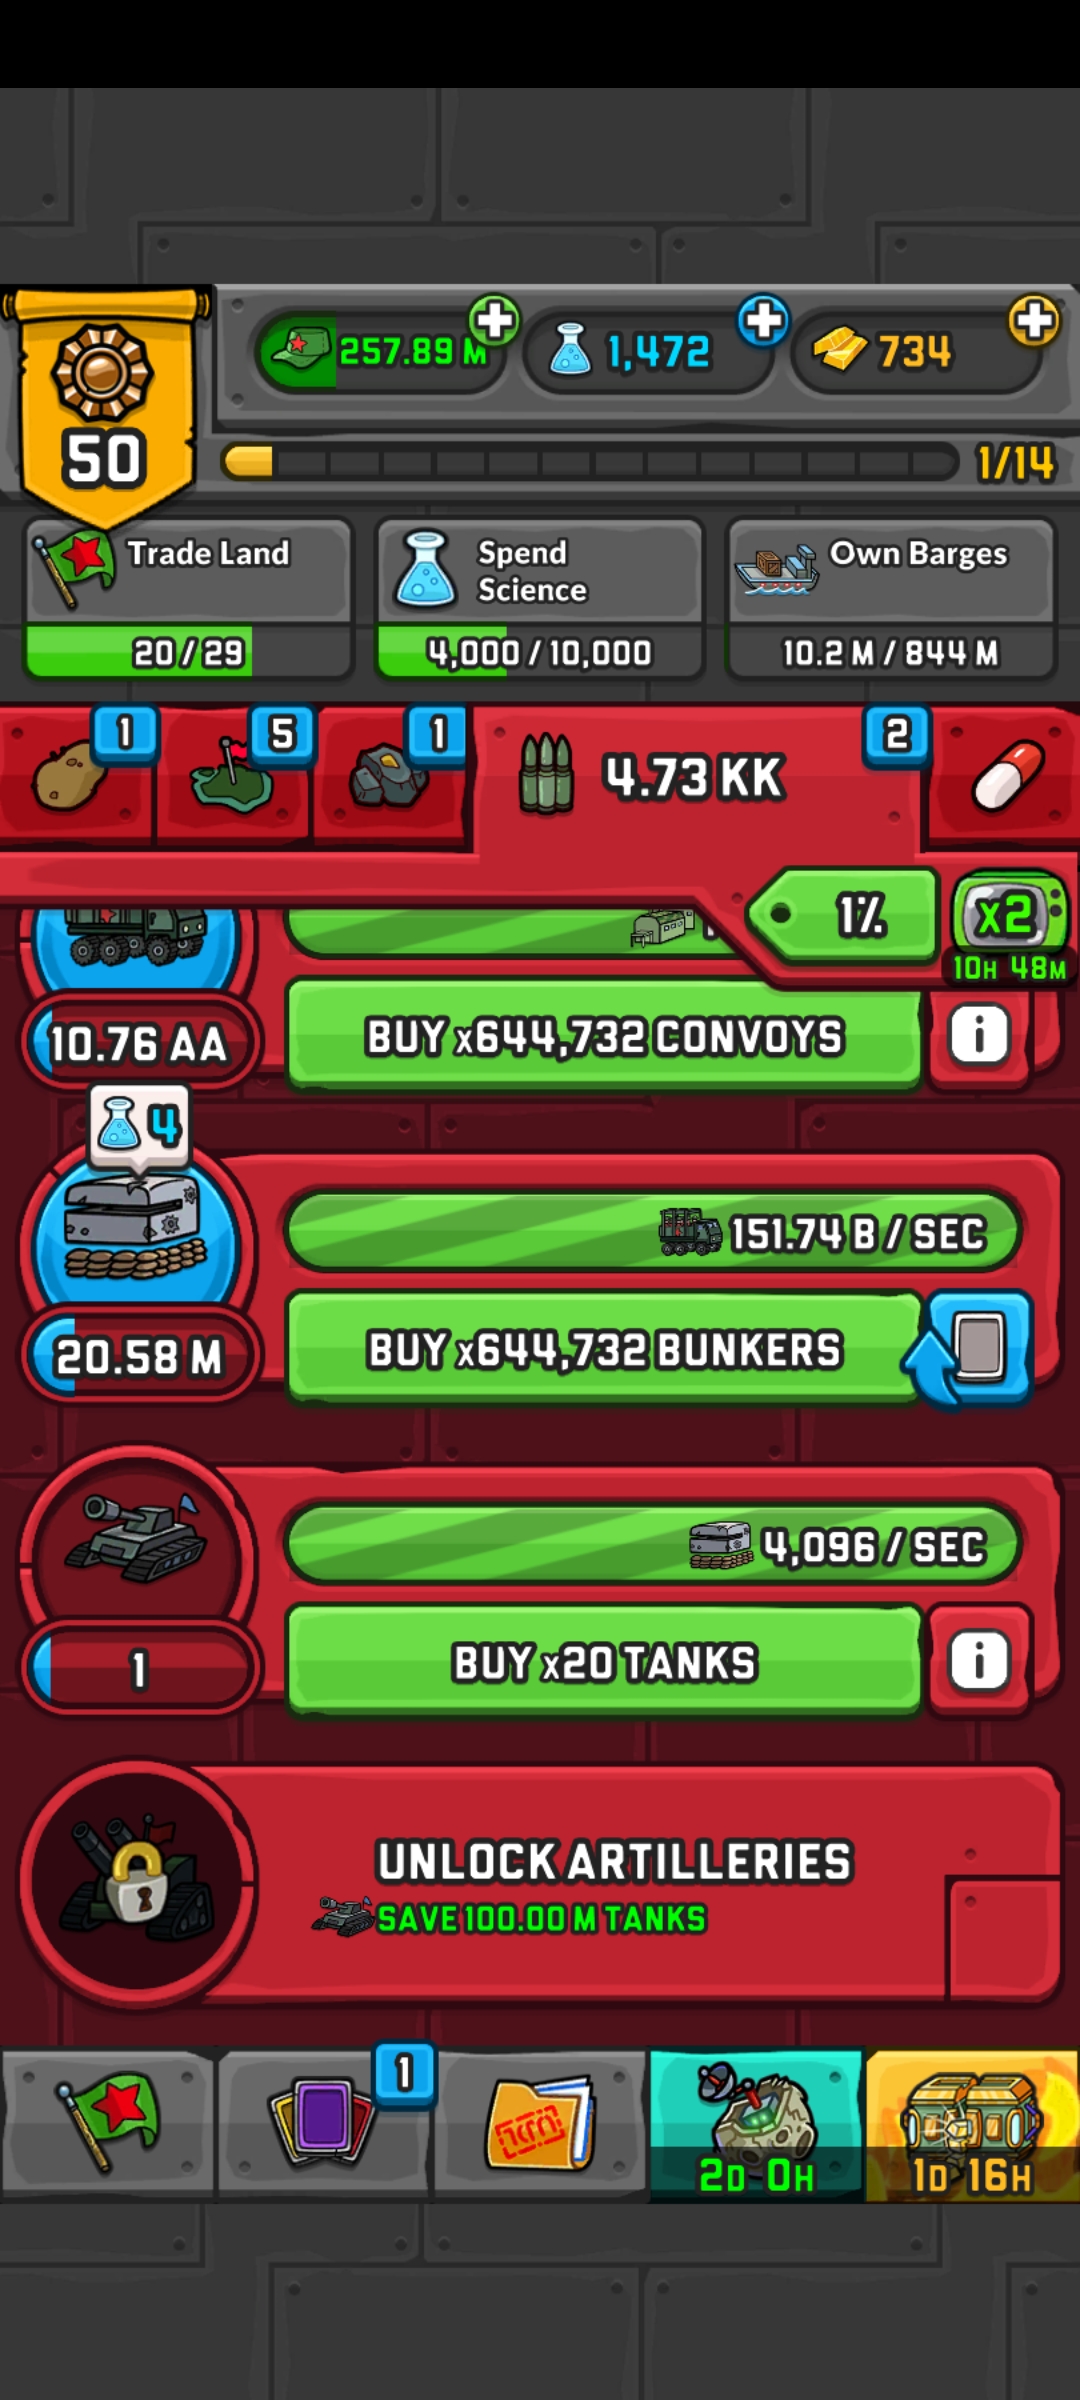 50
257.89 M
1,472
734
1/14
Trade Land
20 / 29
Spend
Science
4,000 / 10,000
Own Barges
10.2 M / 844 M
1
5
1
4.73 KK
2
1%
x2
10H 48M
10.76 AA
BUY x644,732 CONVOYS
i
4
151.74 B / SEC
20.58 M
BUY x644,732 BUNKERS
4,096 / SEC
1
BUY x20 TANKS
i
UNLOCK ARTILLERIES
SAVE 100.00 M TANKS
1
2D 0H
1D 16H